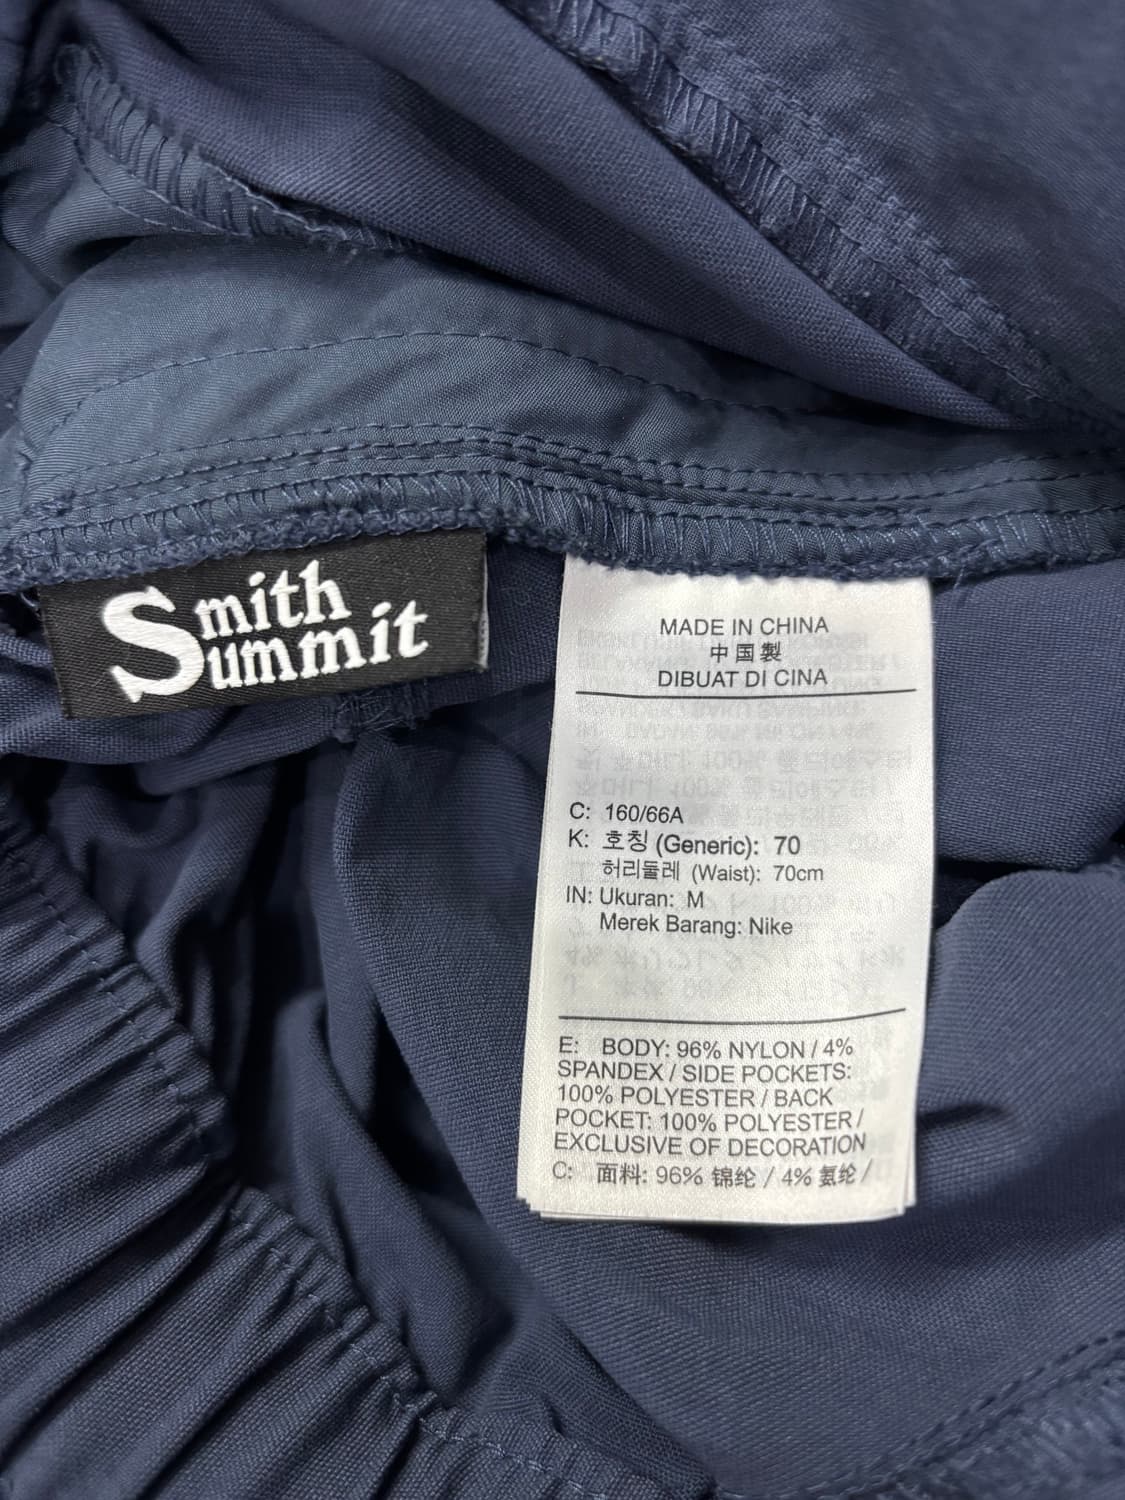 Smith
Summit
MADE IN CHINA
中国製
DIBUAT DI CINA
C: 160/66A
K: 호칭 (Generic): 70
허리둘레 (Waist): 70cm
IN: Ukuran: M
Merek Barang: Nike
E: BODY: 96% NYLON / 4%
SPANDEX / SIDE POCKETS:
100% POLYESTER / BACK
POCKET: 100% POLYESTER /
EXCLUSIVE OF DECORATION
C: 面料: 96% 锦纶 / 4% 氨纶 /